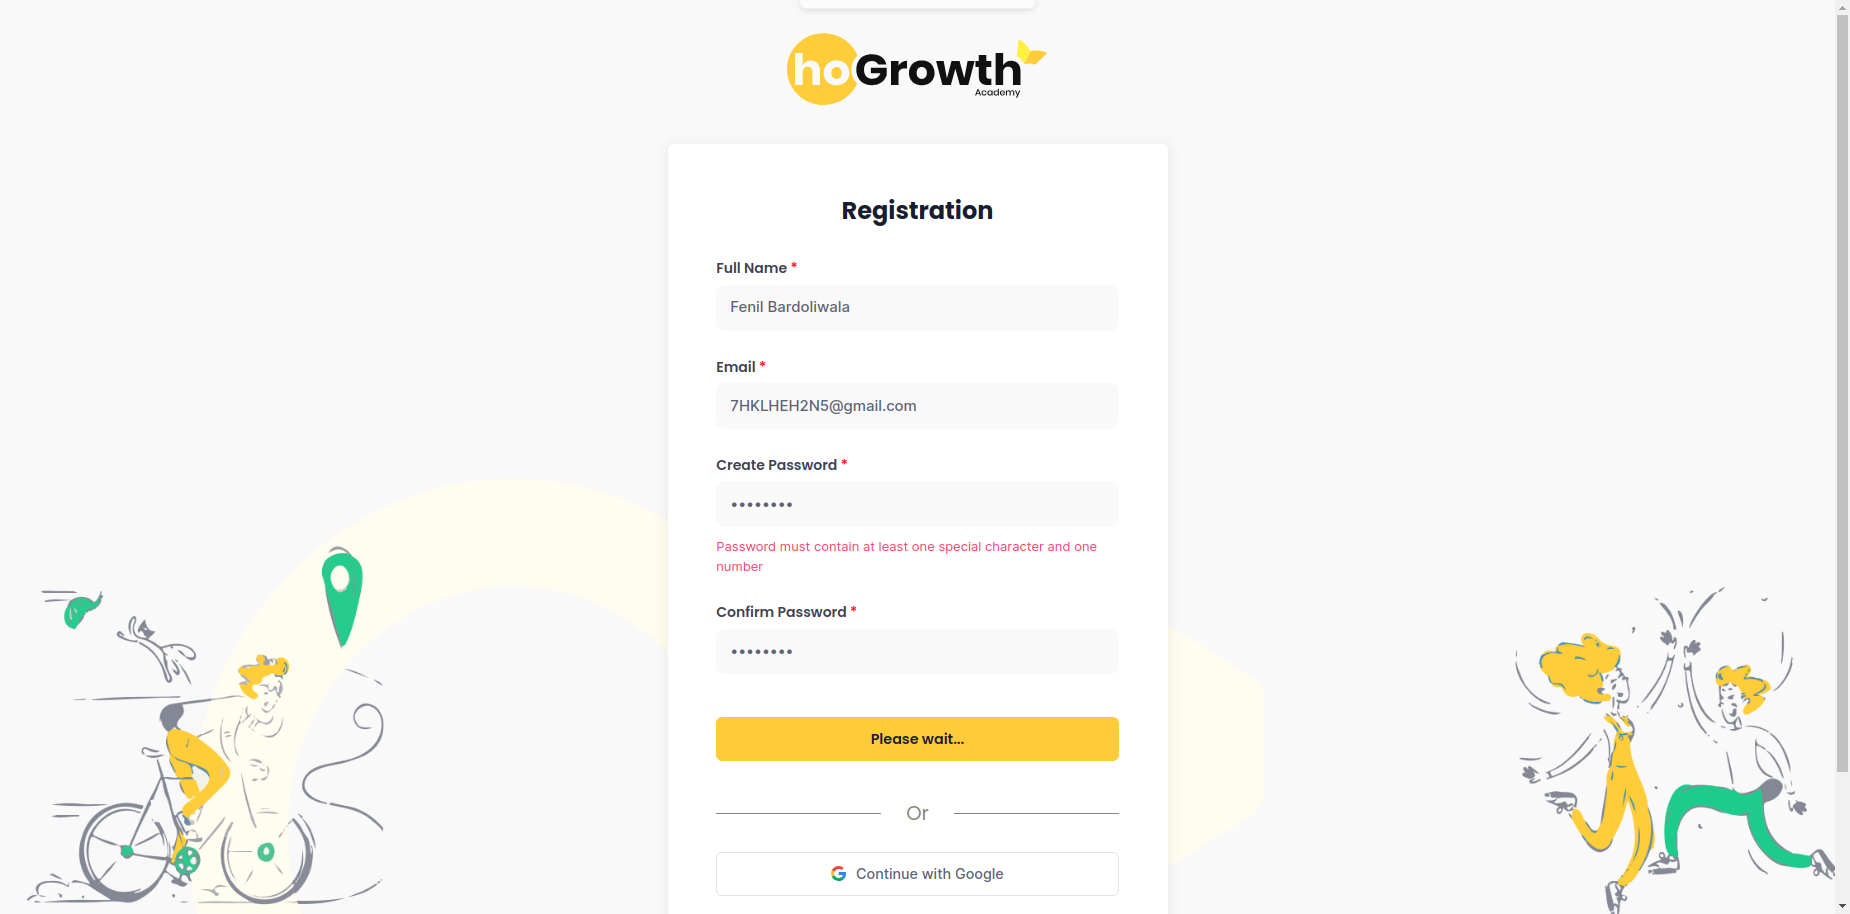 hoGrowth
Academy
Registration
Full Name *
Fenil Bardoliwala
Email *
7HKLHEH2N5@gmail.com
Create Password *
••••••••
Password must contain at least one special character and one
number
Confirm Password *
••••••••
Please wait...
Or
Continue with Google